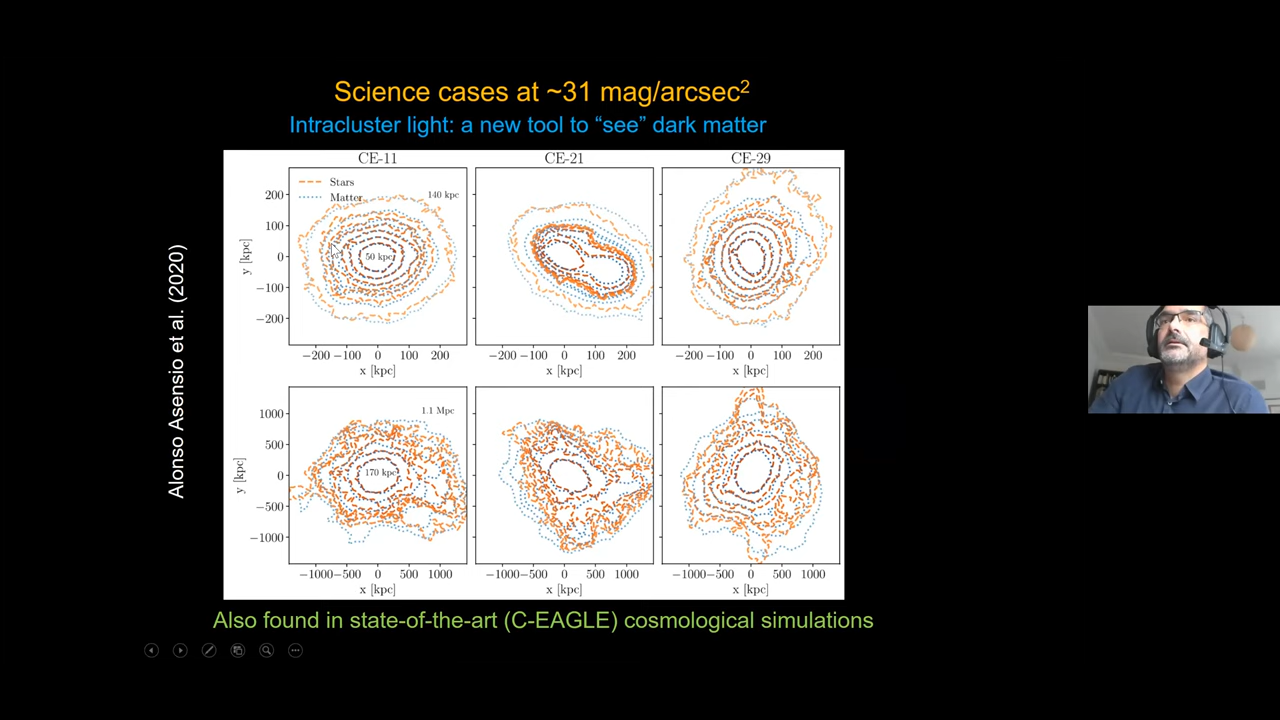 Science cases at ~31 mag/arcsec²
Intracluster light: a new tool to “see” dark matter
Alonso Asensio et al. (2020)
CE-11 CE-21 CE-29
Stars
Matter
140 kpc
50 kpc
y [kpc]
200
100
0
−100
−200
−200 −100 0 100 200 −200 −100 0 100 200 −200 −100 0 100 200
x [kpc] x [kpc] x [kpc]
1.1 Mpc
170 kpc
y [kpc]
1000
500
0
−500
−1000
−1000 −500 0 500 1000 −1000 −500 0 500 1000 −1000 −500 0 500 1000
x [kpc] x [kpc] x [kpc]
Also found in state-of-the-art (C-EAGLE) cosmological simulations